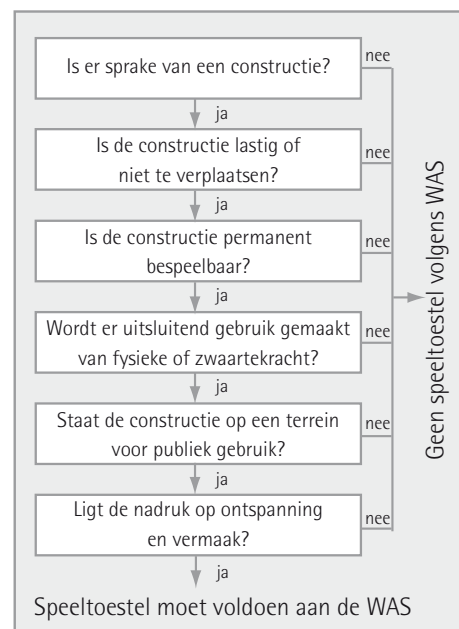 Is er sprake van een constructie?
nee
ja
Is de constructie lastig of
niet te verplaatsen?
nee
ja
Is de constructie permanent
bespeelbaar?
nee
ja
Wordt er uitsluitend gebruik gemaakt
van fysieke of zwaartekracht?
nee
ja
Staat de constructie op een terrein
voor publiek gebruik?
nee
ja
Ligt de nadruk op ontspanning
en vermaak?
nee
ja
Geen speeltoestel volgens WAS
Speeltoestel moet voldoen aan de WAS